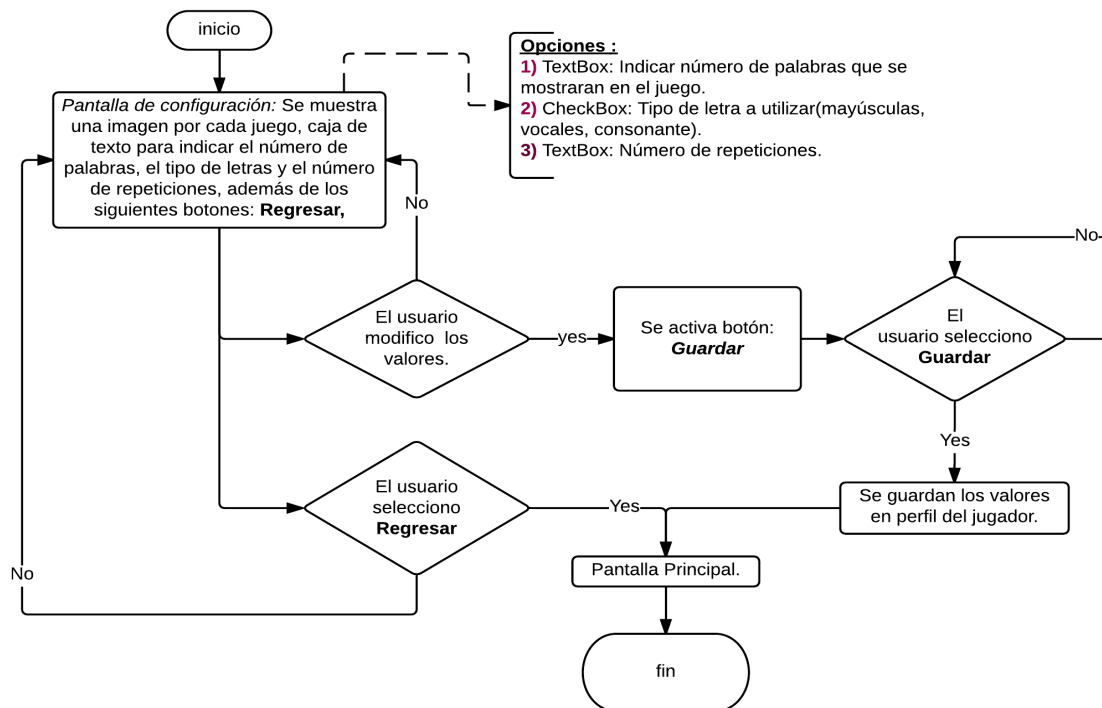 inicio
Opciones :
1) TextBox: Indicar número de palabras que se
mostraran en el juego.
2) CheckBox: Tipo de letra a utilizar(mayúsculas,
vocales, consonante).
3) TextBox: Número de repeticiones.
Pantalla de configuración: Se muestra
una imagen por cada juego, caja de
texto para indicar el número de
palabras, el tipo de letras y el número
de repeticiones, además de los
siguientes botones: Regresar,
No
No
El usuario
modifico los
valores.
yes
Se activa botón:
Guardar
El
usuario selecciono
Guardar
Yes
El usuario
selecciono
Regresar
Yes
Se guardan los valores
en perfil del jugador.
No
Pantalla Principal.
fin